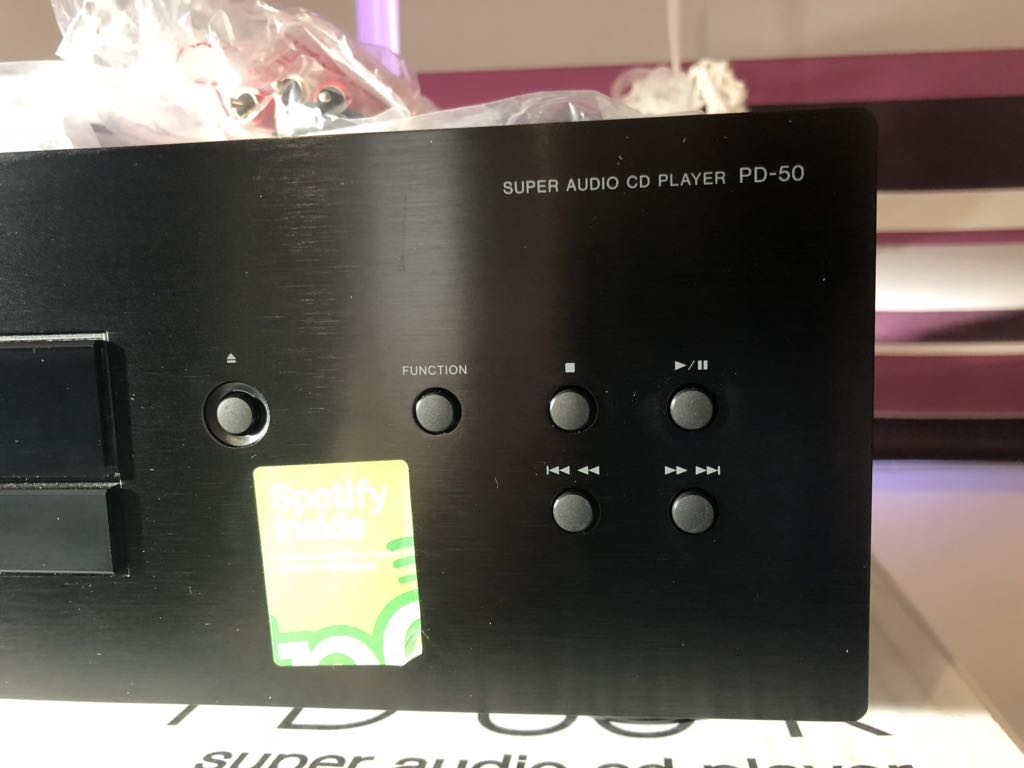 SUPER AUDIO CD PLAYER PD-50
FUNCTION
Spotify
inside
super audio cd player